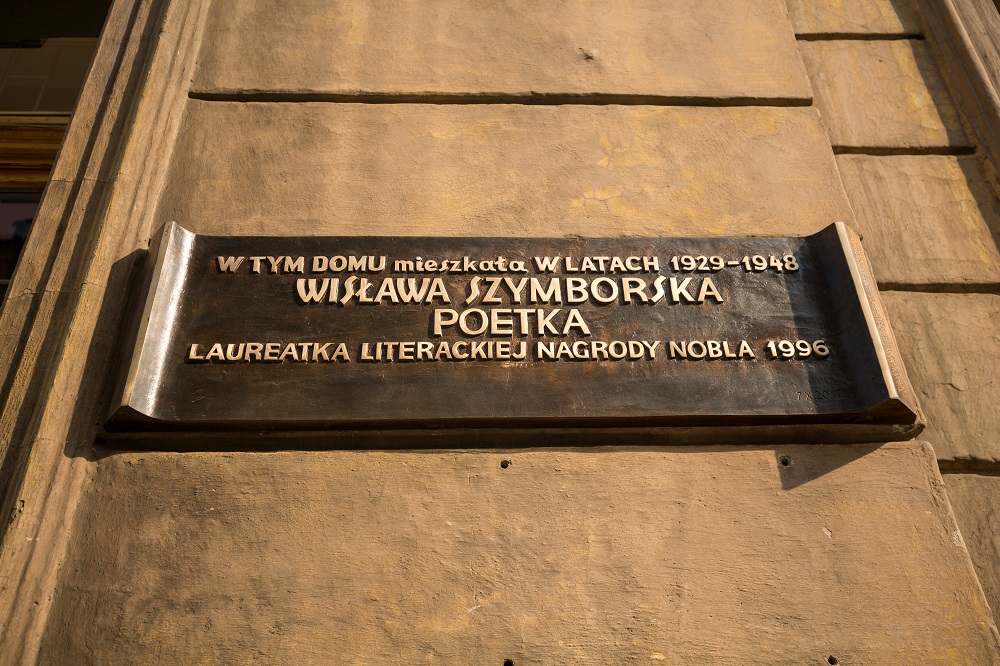 W TYM DOMU mieszkała W LATACH 1929-1948
WISŁAWA SZYMBORSKA
POETKA
LAUREATKA LITERACKIEJ NAGRODY NOBLA 1996